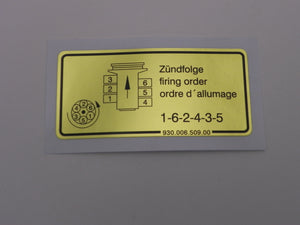 Zündfolge
firing order
ordre d´allumage
3 6
2 5
1 4
1-6-2-4-3-5
930.006.509.00